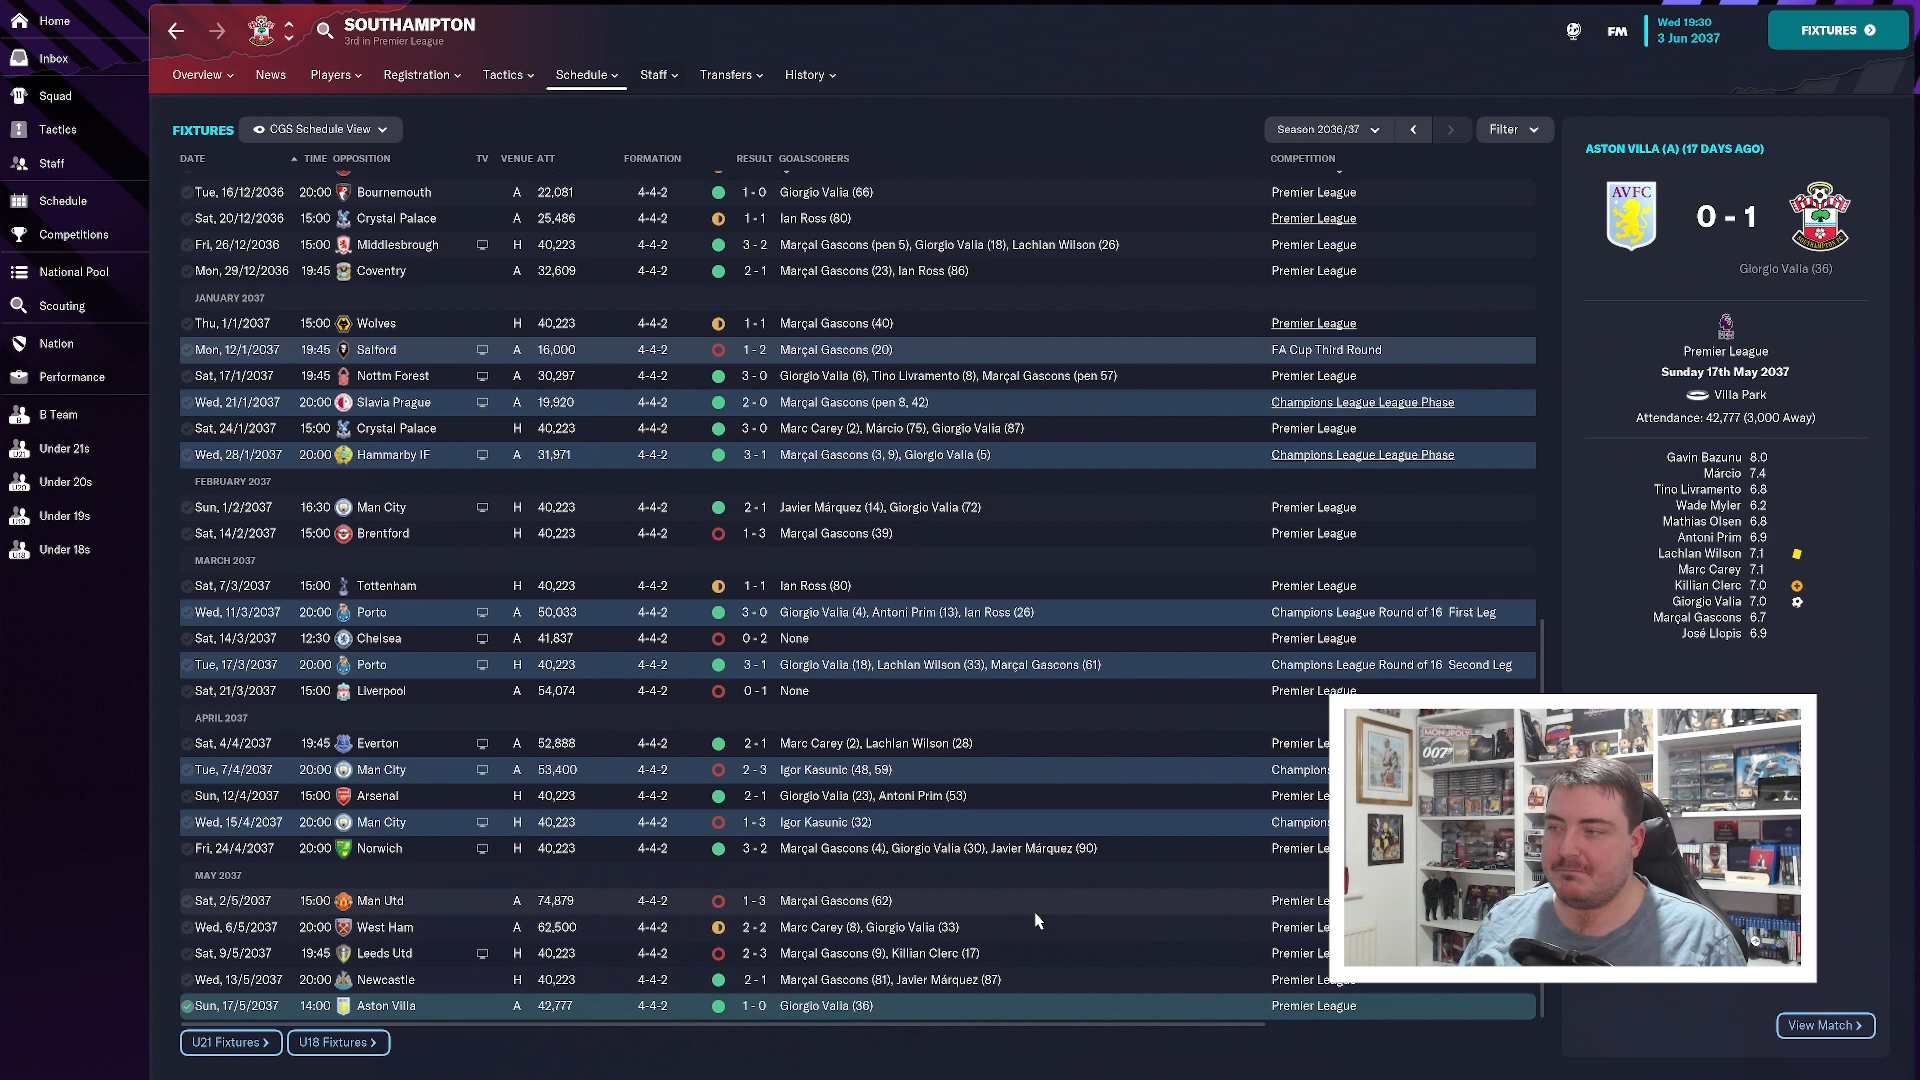 Home
Inbox
Squad
Tactics
Staff
Schedule
Competitions
National Pool
Scouting
Nation
Performance
B Team
Under 21s
Under 20s
Under 19s
Under 18s
SOUTHAMPTON
3rd in Premier League
FM
Wed 19:30
3 Jun 2037
FIXTURES
Overview News Players Registration Tactics Schedule Staff Transfers History
FIXTURES CGS Schedule View Season 2036/37 Filter
DATE TIME OPPOSITION TV VENUE ATT FORMATION RESULT GOALSCORERS COMPETITION
Tue, 16/12/2036 20:00 Bournemouth A 22,081 4-4-2 1 - 0 Giorgio Valia (66) Premier League
Sat, 20/12/2036 15:00 Crystal Palace A 25,486 4-4-2 1 - 1 Ian Ross (80) Premier League
Fri, 26/12/2036 15:00 Middlesbrough H 40,223 4-4-2 3 - 2 Marçal Gascons (pen 5), Giorgio Valia (18), Lachlan Wilson (26) Premier League
Mon, 29/12/2036 19:45 Coventry A 32,609 4-4-2 2 - 1 Marçal Gascons (23), Ian Ross (86) Premier League
JANUARY 2037
Thu, 1/1/2037 15:00 Wolves H 40,223 4-4-2 1 - 1 Marçal Gascons (40) Premier League
Mon, 12/1/2037 19:45 Salford A 16,000 4-4-2 1 - 2 Marçal Gascons (20) FA Cup Third Round
Sat, 17/1/2037 19:45 Nottm Forest A 30,297 4-4-2 3 - 0 Giorgio Valia (6), Tino Livramento (8), Marçal Gascons (pen 57) Premier League
Wed, 21/1/2037 20:00 Slavia Prague A 19,920 4-4-2 2 - 0 Marçal Gascons (pen 8, 42) Champions League League Phase
Sat, 24/1/2037 15:00 Crystal Palace H 40,223 4-4-2 3 - 0 Marc Carey (2), Márcio (75), Giorgio Valia (87) Premier League
Wed, 28/1/2037 20:00 Hammarby IF A 31,971 4-4-2 3 - 1 Marçal Gascons (3, 9), Giorgio Valia (5) Champions League League Phase
FEBRUARY 2037
Sun, 1/2/2037 16:30 Man City H 40,223 4-4-2 2 - 1 Javier Márquez (14), Giorgio Valia (72) Premier League
Sat, 14/2/2037 15:00 Brentford H 40,223 4-4-2 1 - 3 Marçal Gascons (39) Premier League
MARCH 2037
Sat, 7/3/2037 15:00 Tottenham H 40,223 4-4-2 1 - 1 Ian Ross (80) Premier League
Wed, 11/3/2037 20:00 Porto A 50,033 4-4-2 3 - 0 Giorgio Valia (4), Antoni Prim (13), Ian Ross (26) Champions League Round of 16 First Leg
Sat, 14/3/2037 12:30 Chelsea A 41,837 4-4-2 0 - 2 None Premier League
Tue, 17/3/2037 20:00 Porto H 40,223 4-4-2 3 - 1 Giorgio Valia (18), Lachlan Wilson (33), Marçal Gascons (61) Champions League Round of 16 Second Leg
Sat, 21/3/2037 15:00 Liverpool A 54,074 4-4-2 0 - 1 None Premier League
APRIL 2037
Sat, 4/4/2037 19:45 Everton A 52,888 4-4-2 2 - 1 Marc Carey (2), Lachlan Wilson (28) Premier Le
Tue, 7/4/2037 20:00 Man City A 53,400 4-4-2 2 - 3 Igor Kasunic (48, 59) Champions
Sun, 12/4/2037 15:00 Arsenal H 40,223 4-4-2 2 - 1 Giorgio Valia (23), Antoni Prim (53) Premier Le
Wed, 15/4/2037 20:00 Man City H 40,223 4-4-2 1 - 3 Igor Kasunic (32) Champions
Fri, 24/4/2037 20:00 Norwich H 40,223 4-4-2 3 - 2 Marçal Gascons (4), Giorgio Valia (30), Javier Márquez (90) Premier Le
MAY 2037
Sat, 2/5/2037 15:00 Man Utd A 74,879 4-4-2 1 - 3 Marçal Gascons (62) Premier Le
Wed, 6/5/2037 20:00 West Ham A 62,500 4-4-2 2 - 2 Marc Carey (8), Giorgio Valia (33) Premier Le
Sat, 9/5/2037 19:45 Leeds Utd H 40,223 4-4-2 2 - 3 Marçal Gascons (9), Killian Clerc (17) Premier Le
Wed, 13/5/2037 20:00 Newcastle H 40,223 4-4-2 2 - 1 Marçal Gascons (81), Javier Márquez (87) Premier League
Sun, 17/5/2037 14:00 Aston Villa A 42,777 4-4-2 1 - 0 Giorgio Valia (36) Premier League
U21 Fixtures U18 Fixtures
ASTON VILLA (A) (17 DAYS AGO)
AVFC
0 - 1
Giorgio Valia (36)
Premier League
Sunday 17th May 2037
Villa Park
Attendance: 42,777 (3,000 Away)
Gavin Bazunu 8.0
Márcio 7.4
Tino Livramento 6.8
Wade Myler 6.2
Mathias Olsen 6.8
Antoni Prim 6.9
Lachlan Wilson 7.1
Marc Carey 7.1
Killian Clerc 7.0
Giorgio Valia 7.0
Marçal Gascons 6.7
José Llopis 6.9
MONOPOLY
007
View Match